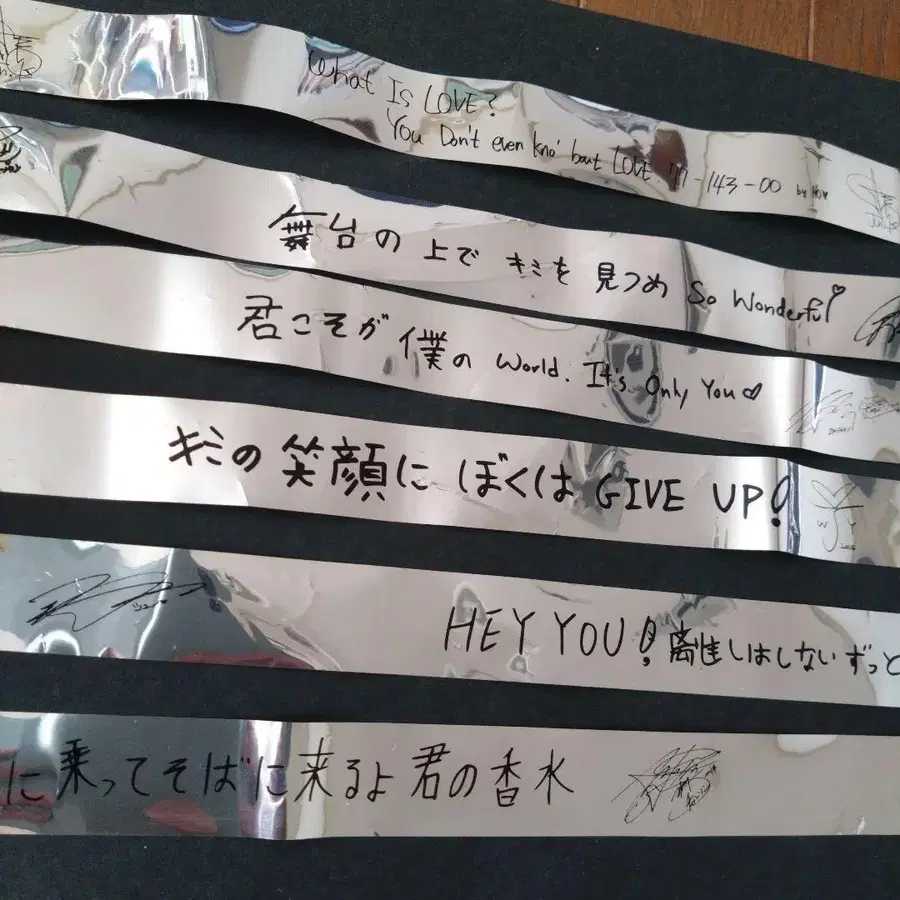 What Is LOVE?
You Don't even kno' bout LOVE 77-143-00
舞台の上で キミを 見つめ So Wonderful
君こそが 僕の World. It's Only You
キミの 笑顔に ぼくは GIVE UP!
HEY YOU! 離しはしない ずっと
に乗ってそばに来るよ 君の香水